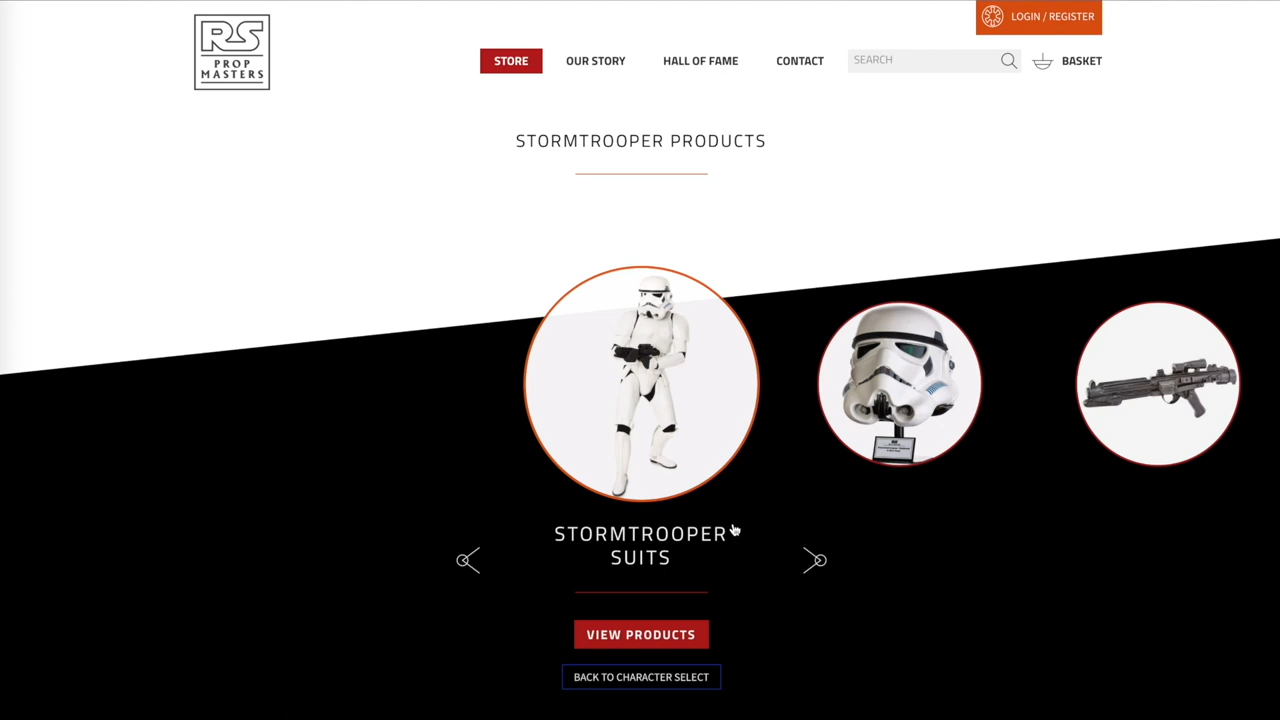 LOGIN / REGISTER
RS
PROP
MASTERS
STORE
OUR STORY
HALL OF FAME
CONTACT
SEARCH
BASKET
STORMTROOPER PRODUCTS
STORMTROOPER
SUITS
VIEW PRODUCTS
BACK TO CHARACTER SELECT